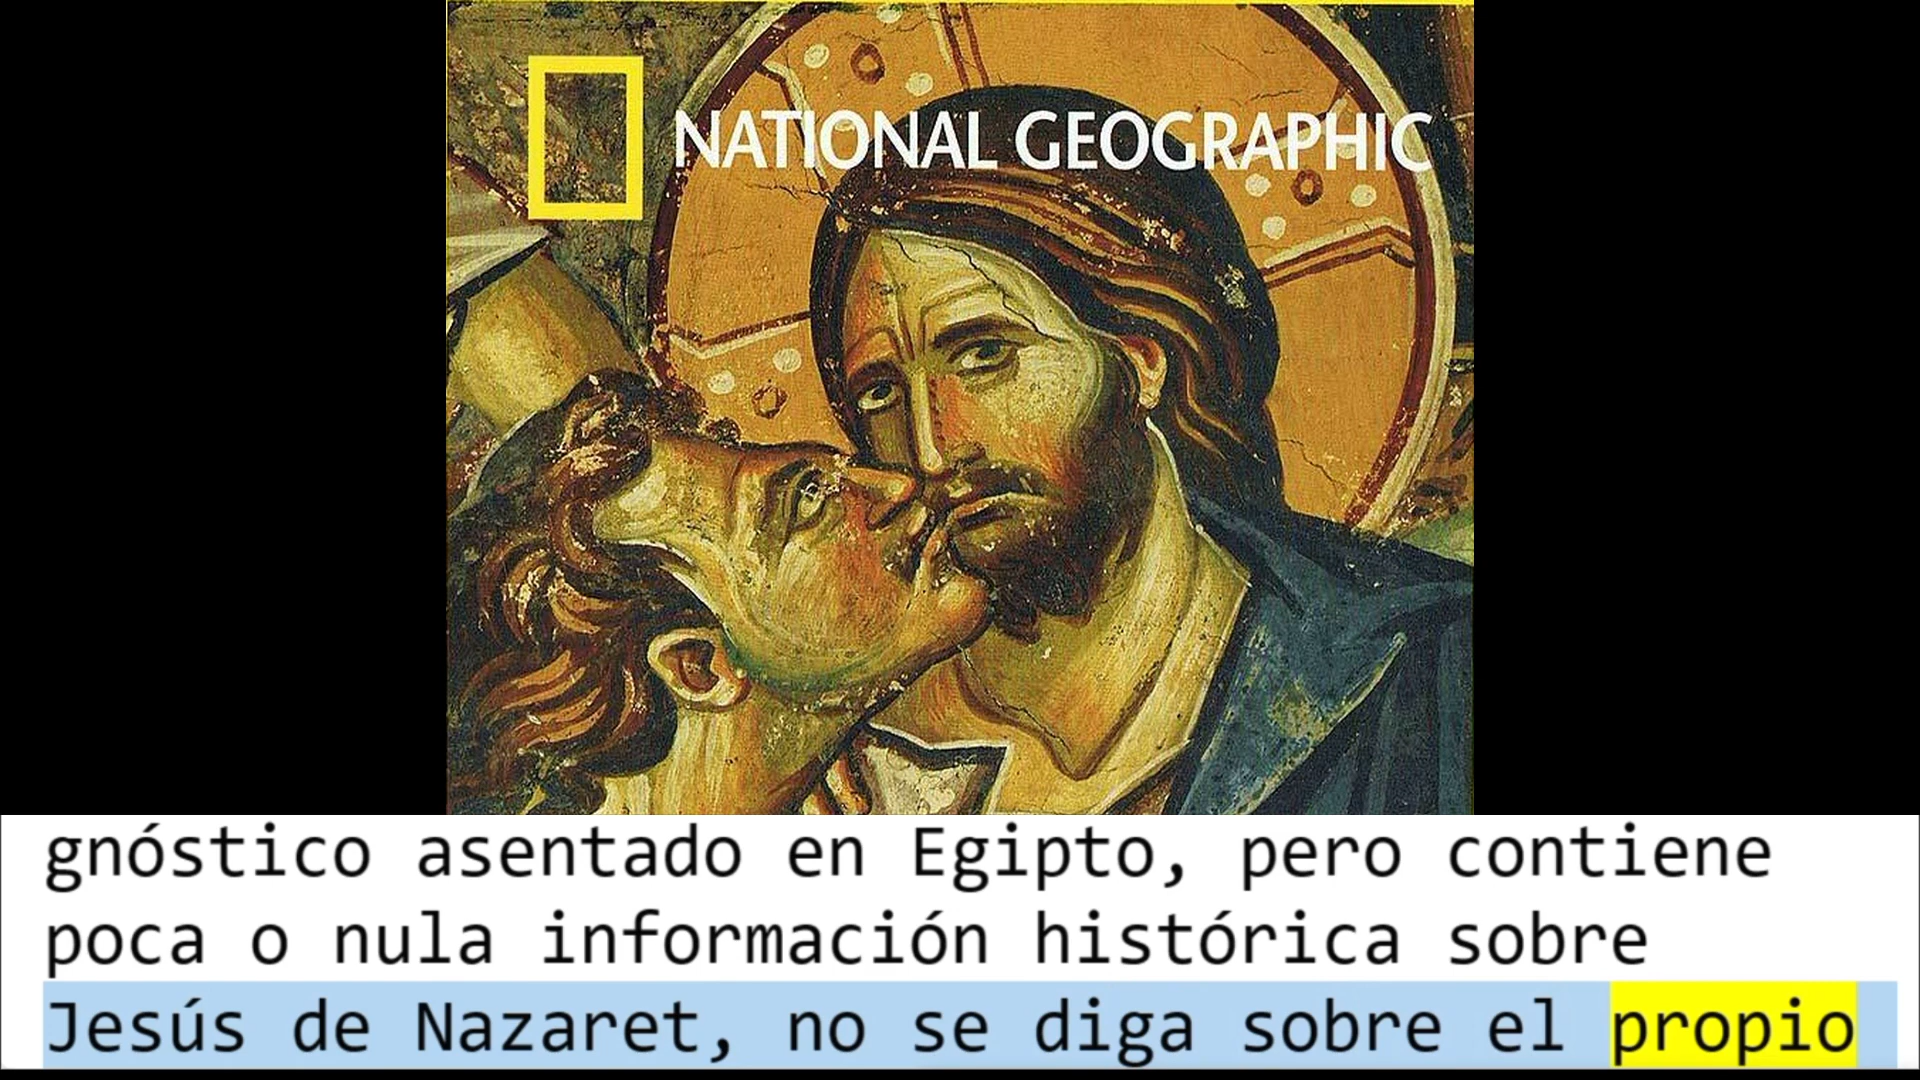 NATIONAL GEOGRAPHIC
gnóstico asentado en Egipto, pero contiene
poca o nula información histórica sobre
Jesús de Nazaret, no se diga sobre el propio